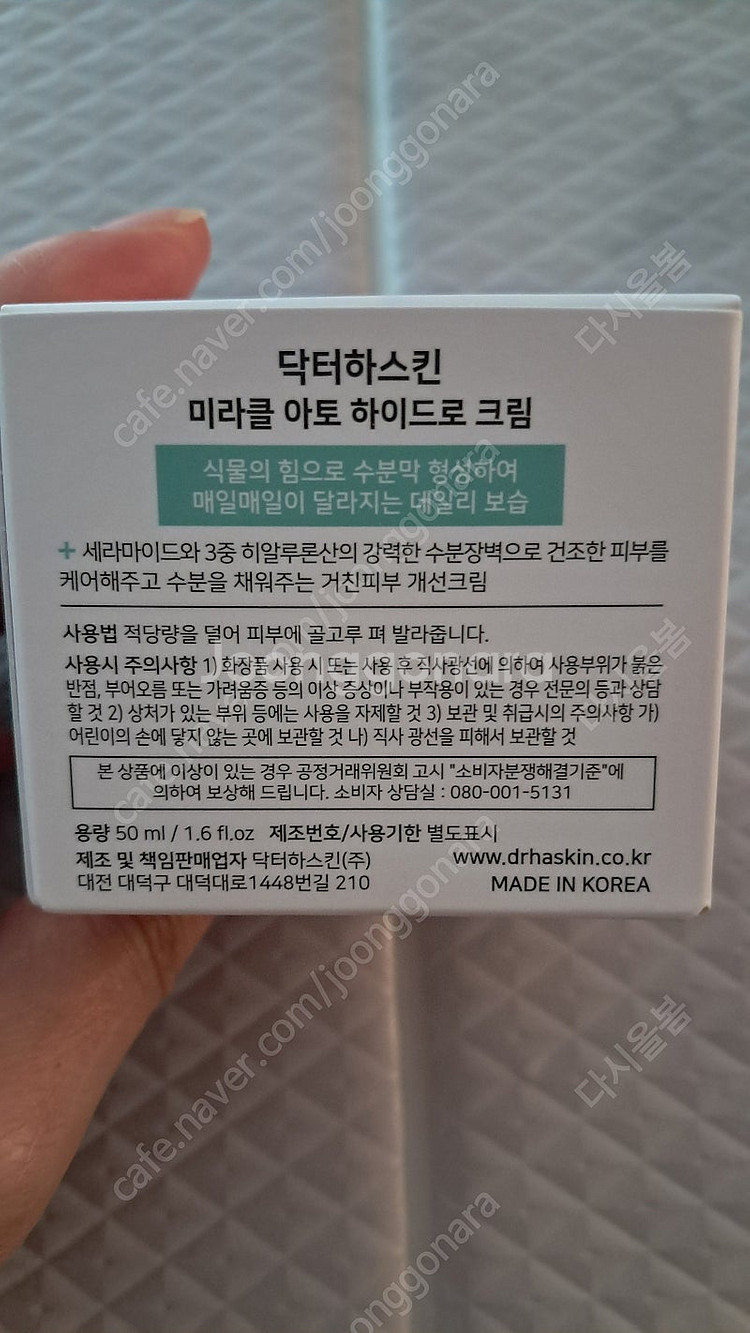 닥터하스킨
미라클 아토 하이드로 크림
식물의 힘으로 수분막 형성하여
매일매일이 달라지는 데일리 보습
+ 세라마이드와 3중 히알루론산의 강력한 수분장벽으로 건조한 피부를
케어해주고 수분을 채워주는 거친피부 개선크림
사용법 적당량을 덜어 피부에 골고루 펴 발라줍니다.
사용시 주의사항 1) 화장품 사용 시 또는 사용 후 직사광선에 의하여 사용부위가 붉은
반점, 부어오름 또는 가려움증 등의 이상 증상이나 부작용이 있는 경우 전문의 등과 상담
할 것 2) 상처가 있는 부위 등에는 사용을 자제할 것 3) 보관 및 취급시의 주의사항 가)
어린이의 손에 닿지 않는 곳에 보관할 것 나) 직사 광선을 피해서 보관할 것
본 상품에 이상이 있는 경우 공정거래위원회 고시 "소비자분쟁해결기준"에
의하여 보상해 드립니다. 소비자 상담실 : 080-001-5131
용량 50 ml / 1.6 fl.oz 제조번호/사용기한 별도표시
제조 및 책임판매업자 닥터하스킨(주) www.drhaskin.co.kr
대전 대덕구 대덕대로1448번길 210 MADE IN KOREA
cafe.naver.com/joonggonara
다시올봄
joonggonara
다시올봄
cafe.naver.com/joonggonara
다시올봄
cafe.naver.com/joonggonara